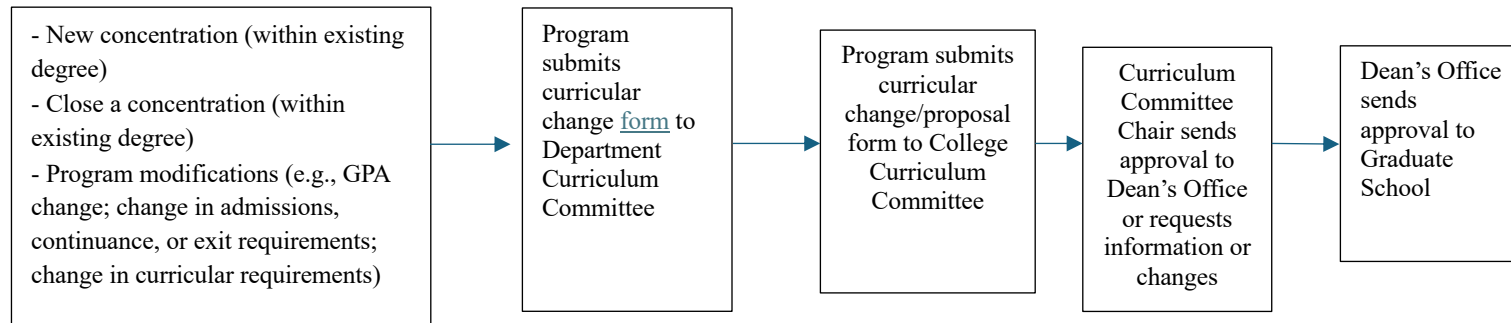 - New concentration (within existing
degree)
- Close a concentration (within
existing degree)
- Program modifications (e.g., GPA
change; change in admissions,
continuance, or exit requirements;
change in curricular requirements)
Program
submits
curricular
change form to
Department
Curriculum
Committee
Program submits
curricular
change/proposal
form to College
Curriculum
Committee
Curriculum
Committee
Chair sends
approval to
Dean’s Office
or requests
information or
changes
Dean’s Office
sends
approval to
Graduate
School